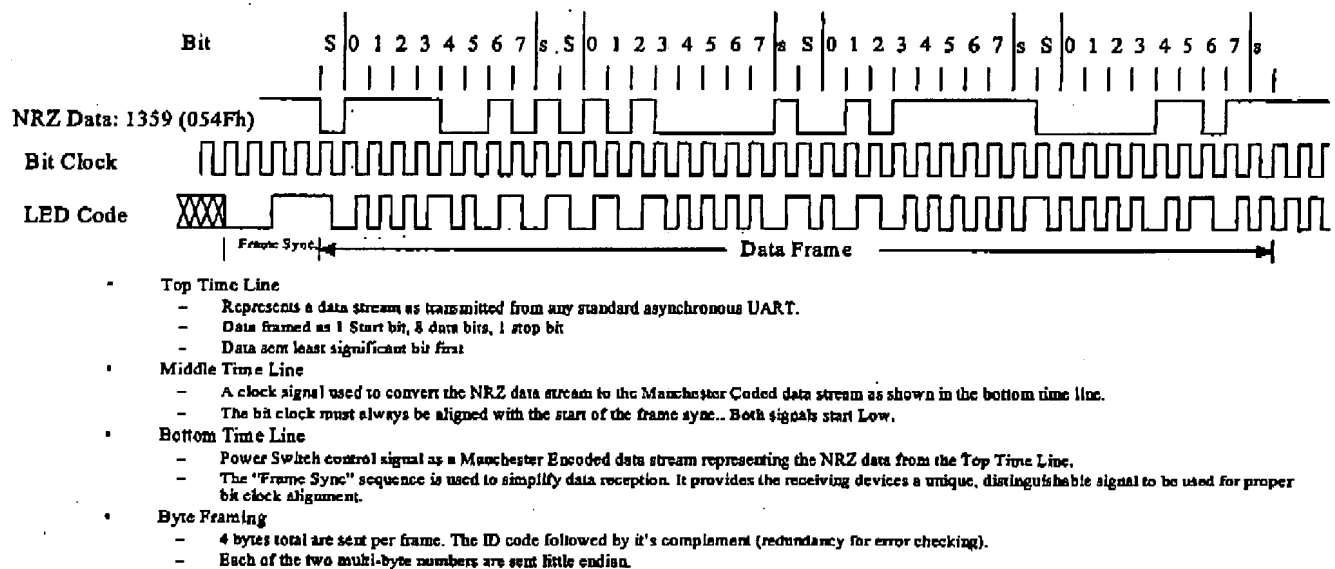 Bit S 0 1 2 3 4 5 6 7 s S 0 1 2 3 4 5 6 7 s S 0 1 2 3 4 5 6 7 s S 0 1 2 3 4 5 6 7 s
NRZ Data: 1359 (054Fh)
Bit Clock
LED Code
Frame Sync
Data Frame
Top Time Line
– Represents a data stream as transmitted from any standard asynchronous UART.
– Data framed as 1 Start bit, 8 data bits, 1 stop bit
– Data sent least significant bit first
Middle Time Line
– A clock signal used to convert the NRZ data stream to the Manchester Coded data stream as shown in the bottom time line.
– The bit clock must always be aligned with the start of the frame sync.. Both signals start Low.
Bottom Time Line
– Power Switch control signal as a Manchester Encoded data stream representing the NRZ data from the Top Time Line.
– The "Frame Sync" sequence is used to simplify data reception. It provides the receiving devices a unique, distinguishable signal to be used for proper
bit clock alignment.
Byte Framing
– 4 bytes total are sent per frame. The ID code followed by it's complement (redundancy for error checking).
– Each of the two multi-byte numbers are sent little endian.